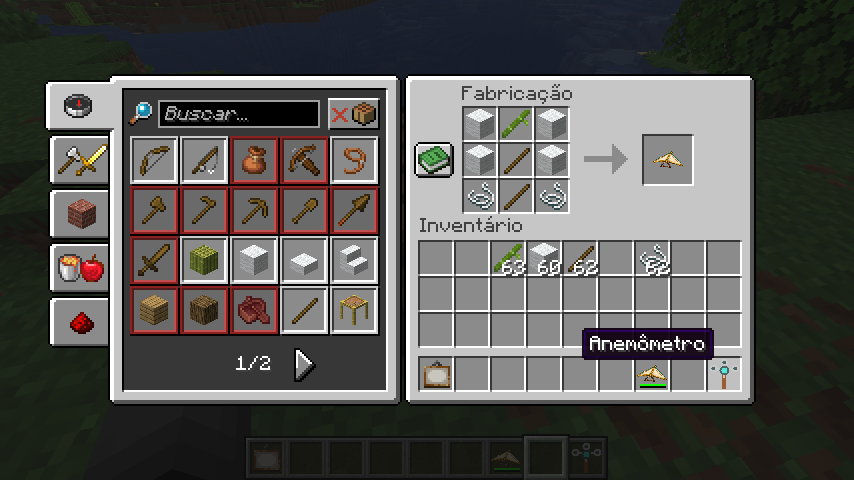 Buscar...
Fabricação
Inventário
63 60 62 62
Anemômetro
1/2